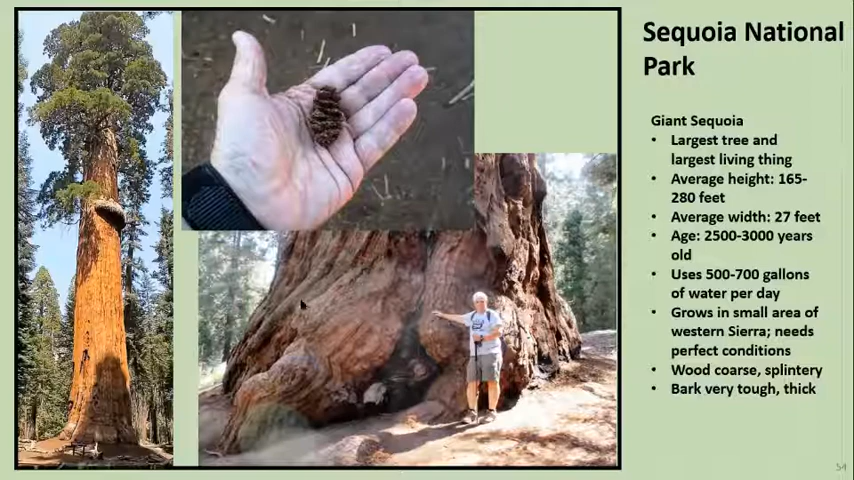 Sequoia National
Park
Giant Sequoia
• Largest tree and
largest living thing
• Average height: 165-
280 feet
• Average width: 27 feet
• Age: 2500-3000 years
old
• Uses 500-700 gallons
of water per day
• Grows in small area of
western Sierra; needs
perfect conditions
• Wood coarse, splintery
• Bark very tough, thick
54